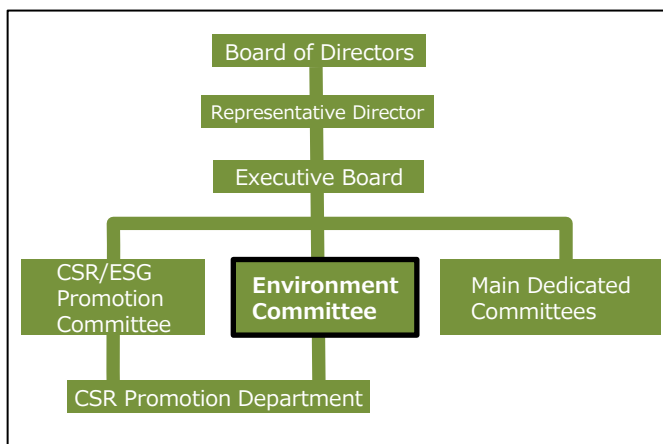 Board of Directors
Representative Director
Executive Board
CSR/ESG
Promotion
Committee
Environment
Committee
Main Dedicated
Committees
CSR Promotion Department